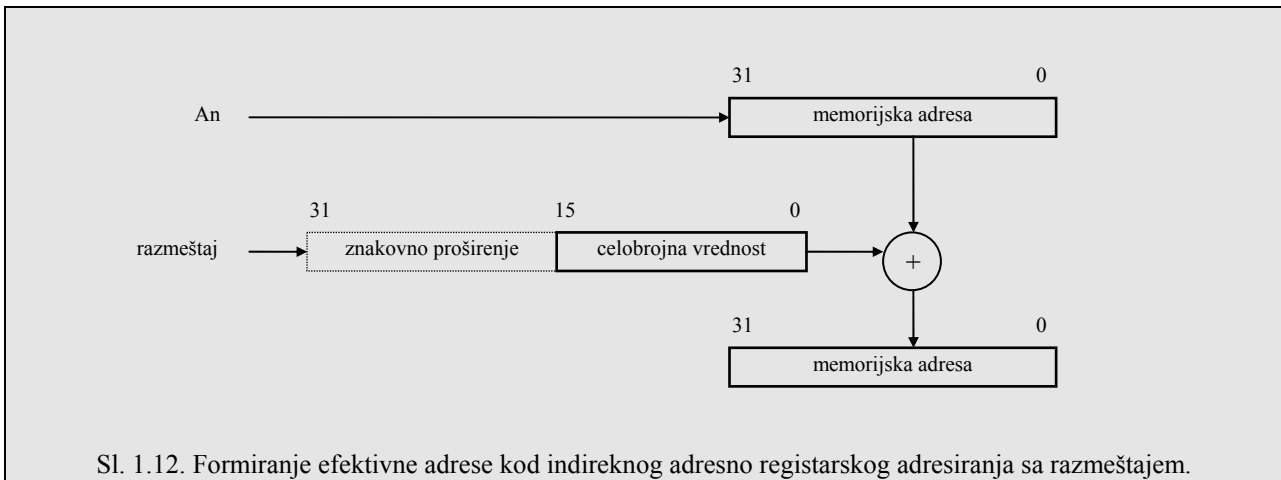 31 0
An memorijska adresa
31 15 0
razmeštaj znakovno proširenje celobrojna vrednost +
31 0
memorijska adresa
Sl. 1.12. Formiranje efektivne adrese kod indireknog adresno registarskog adresiranja sa razmeštajem.